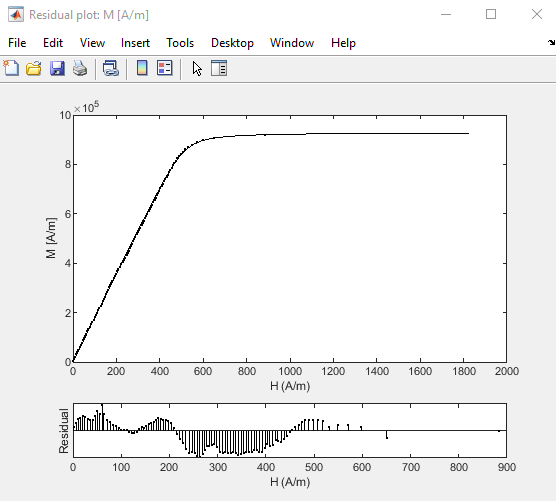 Residual plot: M [A/m]
File Edit View Insert Tools Desktop Window Help
×10⁵
10
8
6
4
2
0
M [A/m]
0 200 400 600 800 1000 1200 1400 1600 1800 2000
H (A/m)
Residual
0 100 200 300 400 500 600 700 800 900
H (A/m)